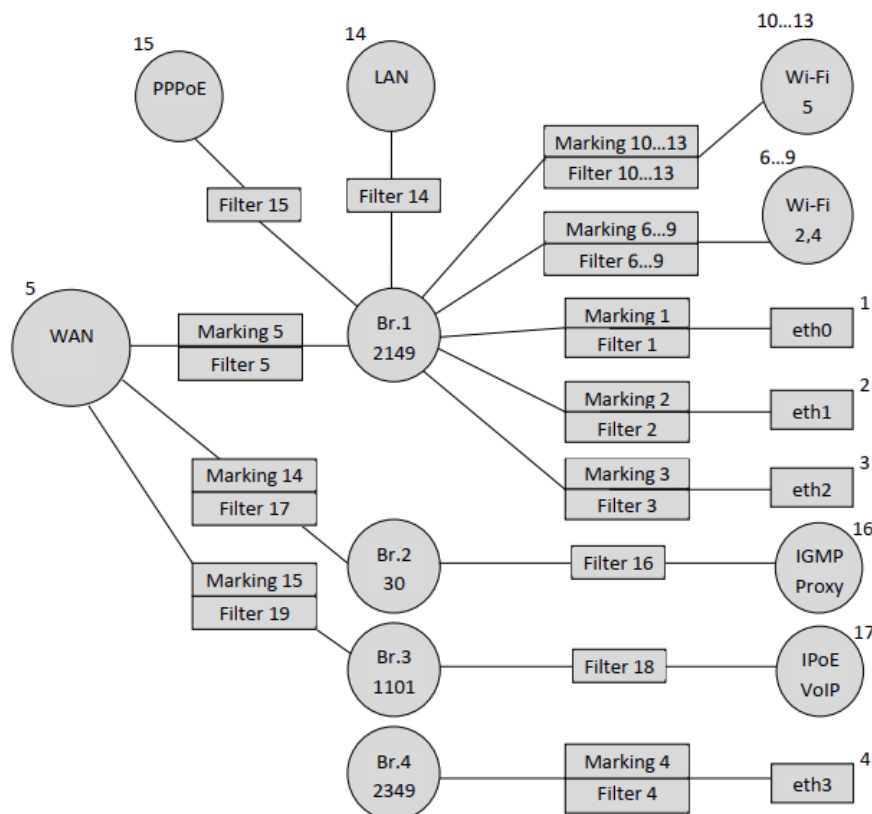 10...13
15
14
PPPoE
LAN
Wi-Fi
5
Marking 10...13
Filter 10...13
6...9
Filter 15
Filter 14
Wi-Fi
2,4
Marking 6...9
Filter 6...9
5
WAN
Marking 5
Filter 5
Br.1
2149
Marking 1
Filter 1
1
eth0
Marking 2
Filter 2
2
eth1
Marking 3
Filter 3
3
eth2
Marking 14
Filter 17
Br.2
30
Filter 16
16
IGMP
Proxy
Marking 15
Filter 19
Br.3
1101
Filter 18
17
IPoE
VoIP
Br.4
2349
Marking 4
Filter 4
4
eth3